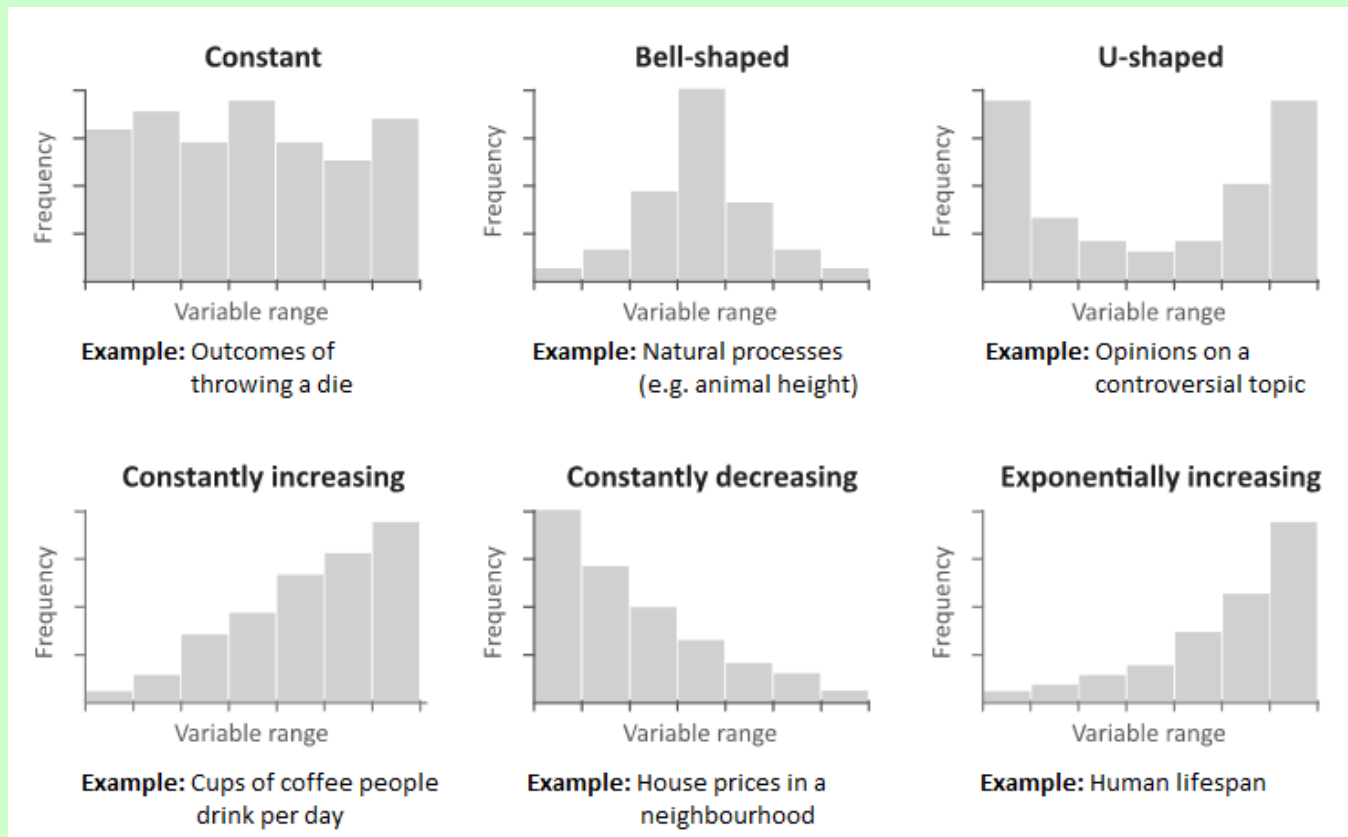 Constant
Frequency
Variable range
Example: Outcomes of
throwing a die
Bell-shaped
Frequency
Variable range
Example: Natural processes
(e.g. animal height)
U-shaped
Frequency
Variable range
Example: Opinions on a
controversial topic
Constantly increasing
Frequency
Variable range
Example: Cups of coffee people
drink per day
Constantly decreasing
Frequency
Variable range
Example: House prices in a
neighbourhood
Exponentially increasing
Frequency
Variable range
Example: Human lifespan